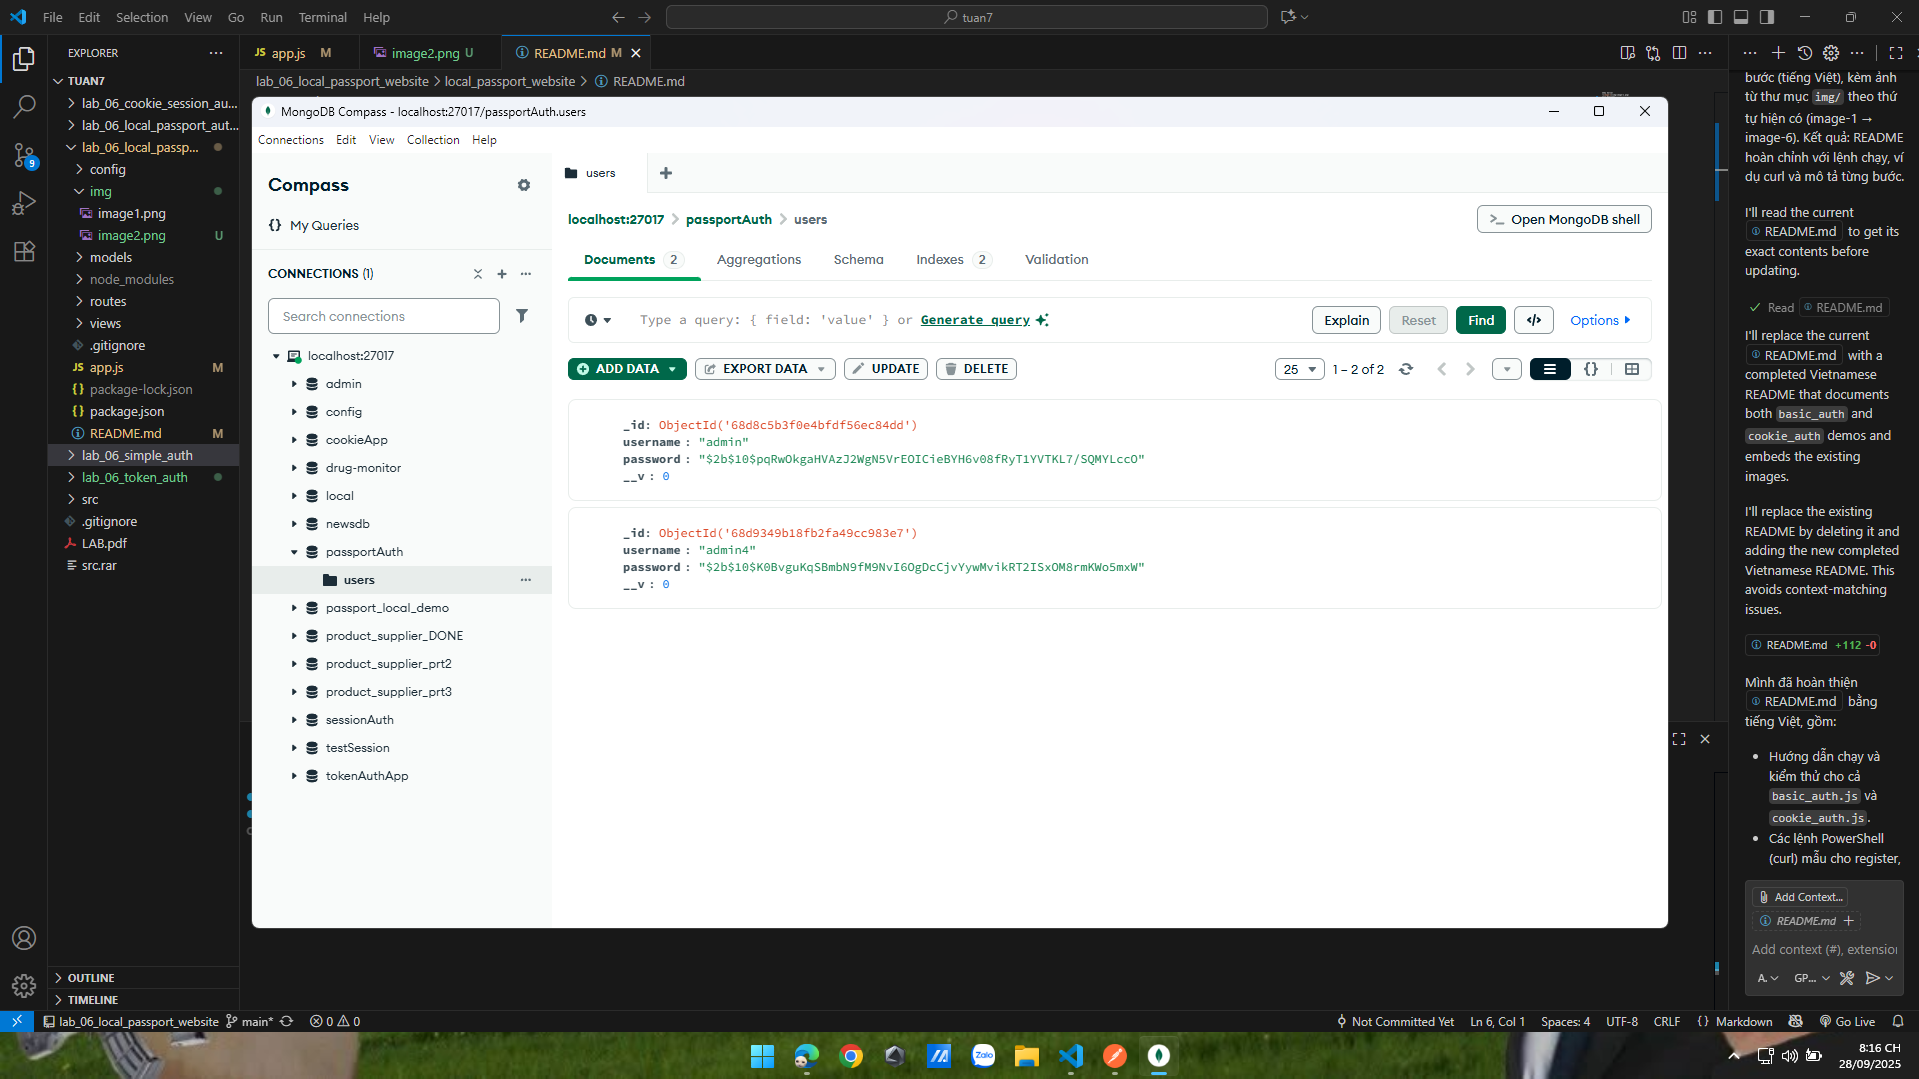 File Edit Selection View Go Run Terminal Help
tuan7
EXPLORER
TUAN7
lab_06_cookie_session_au...
lab_06_local_passport_aut...
lab_06_local_passp...
config
img
image1.png
image2.png U
models
node_modules
routes
views
.gitignore
JS app.js M
{} package-lock.json
{} package.json
README.md M
lab_06_simple_auth
lab_06_token_auth
src
.gitignore
LAB.pdf
src.rar
OUTLINE
TIMELINE
9
JS app.js M
image2.png U
README.md M
lab_06_local_passport_website > local_passport_website > README.md
MongoDB Compass - localhost:27017/passportAuth.users
Connections Edit View Collection Help
Compass
{} My Queries
CONNECTIONS (1)
Search connections
localhost:27017
admin
config
cookieApp
drug-monitor
local
newsdb
passportAuth
users
passport_local_demo
product_supplier_DONE
product_supplier_prt2
product_supplier_prt3
sessionAuth
testSession
tokenAuthApp
users
localhost:27017 > passportAuth > users
>_ Open MongoDB shell
Documents 2 Aggregations Schema Indexes 2 Validation
Type a query: { field: 'value' } or Generate query
Explain Reset Find </> Options
ADD DATA EXPORT DATA UPDATE DELETE
25 1 – 2 of 2 {}
_id: ObjectId('68d8c5b3f0e4bfdf56ec84dd')
username : "admin"
password : "$2b$10$pqRwOkgaHVAzJ2WgN5VrEOICieBYH6v08fRyT1YVTKL7/SQMYLccO"
__v : 0
_id: ObjectId('68d9349b18fb2fa49cc983e7')
username : "admin4"
password : "$2b$10$K0BvguKqSBmbN9fM9NvI6OgDcCjvYywMvikRT2ISxOM8rmKWo5mxW"
__v : 0
bước (tiếng Việt), kèm ảnh
từ thư mục img/ theo thứ
tự hiện có (image-1 →
image-6). Kết quả: README
hoàn chỉnh với lệnh chạy, ví
dụ curl và mô tả từng bước.
I'll read the current
README.md to get its
exact contents before
updating.
Read README.md
I'll replace the current
README.md with a
completed Vietnamese
README that documents
both basic_auth and
cookie_auth demos and
embeds the existing
images.
I'll replace the existing
README by deleting it and
adding the new completed
Vietnamese README. This
avoids context-matching
issues.
README.md +112 -0
Mình đã hoàn thiện
README.md bằng
tiếng Việt, gồm:
• Hướng dẫn chạy và
kiểm thử cho cả
basic_auth.js và
cookie_auth.js.
• Các lệnh PowerShell
(curl) mẫu cho register,
Add Context...
README.md +
Add context (#), extension
A. GP...
lab_06_local_passport_website main* 0 0
Not Committed Yet Ln 6, Col 1 Spaces: 4 UTF-8 CRLF {} Markdown Go Live
Zalo
8:16 CH
28/09/2025